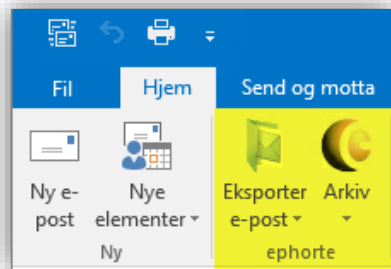 Fil Hjem Send og motta
Ny e-post Nye elementer Eksporter e-post Arkiv
Ny ephorte